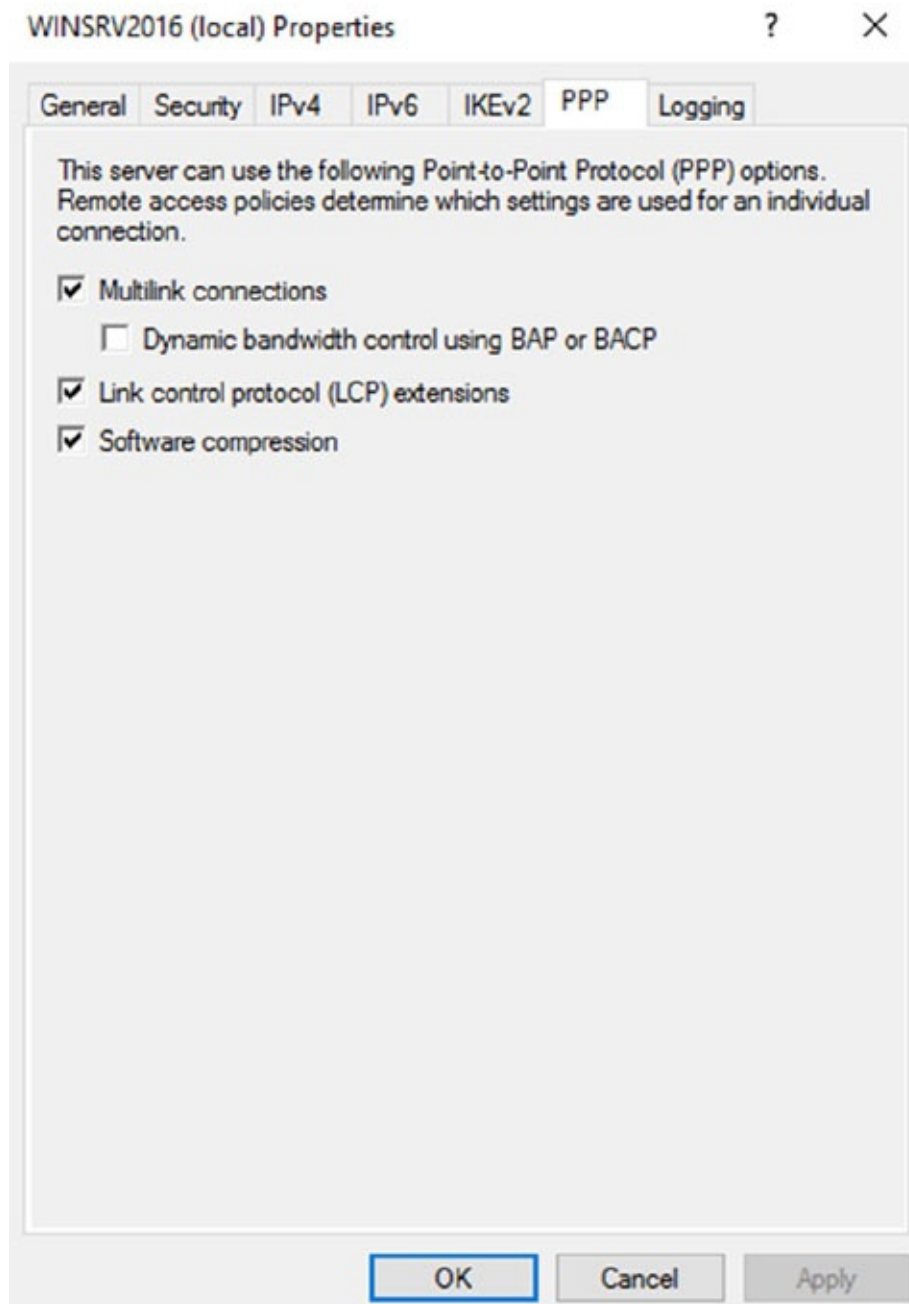 WINSRV2016 (local) Properties ? X
General Security IPv4 IPv6 IKEv2 PPP Logging
This server can use the following Point-to-Point Protocol (PPP) options.
Remote access policies determine which settings are used for an individual
connection.
Multilink connections
Dynamic bandwidth control using BAP or BACP
Link control protocol (LCP) extensions
Software compression
OK Cancel Apply